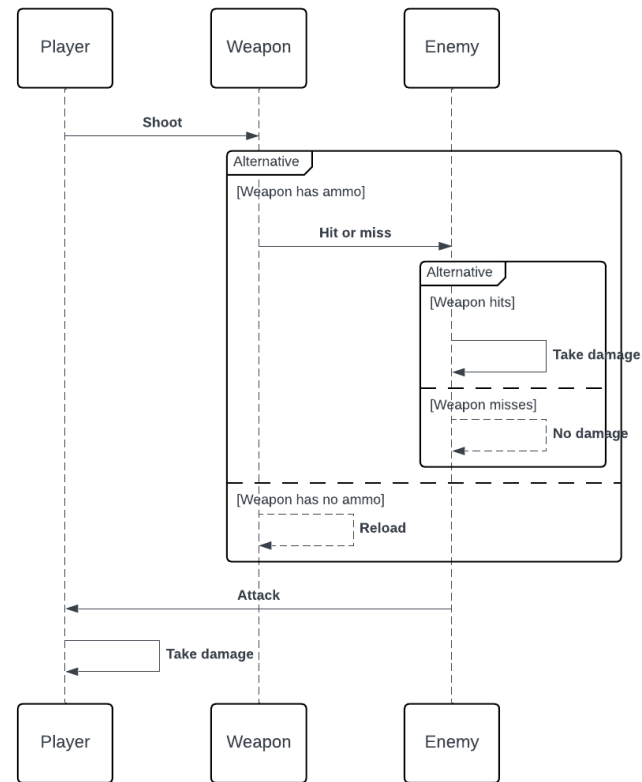 Player
Weapon
Enemy
Shoot
Alternative
[Weapon has ammo]
Hit or miss
Alternative
[Weapon hits]
Take damage
[Weapon misses]
No damage
[Weapon has no ammo]
Reload
Attack
Take damage
Player
Weapon
Enemy